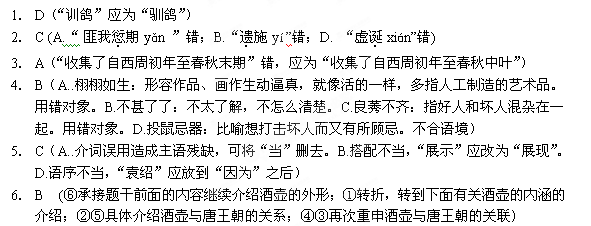 1. D（“训鸽”应为“驯鸽”）
2. C (A.“ 匪我愆期 yǎn ”错；B.“遗施 yí”错；D. “虚诞 xián”错)
3. A（“收集了自西周初年至春秋末期”错，应为“收集了自西周初年至春秋中叶”）
4. B（A..栩栩如生：形容作品、画作生动逼真，就像活的一样，多指人工制造的艺术品。
用错对象。B.不甚了了：不太了解，不怎么清楚。C.良莠不齐：指好人和坏人混杂在一
起。用错对象。D.投鼠忌器：比喻想打击坏人而又有所顾忌。不合语境）
5. C（A..介词误用造成主语残缺，可将“当”删去。B.搭配不当，“展示”应改为“展现”。
D.语序不当，“袁绍”应放到“因为”之后）
6. B （⑥承接题干前面的内容继续介绍酒壶的外形；①转折，转到下面有关酒壶的内涵的
介绍；②⑤具体介绍酒壶与唐王朝的关系；④③再次重申酒壶与唐王朝的关联）